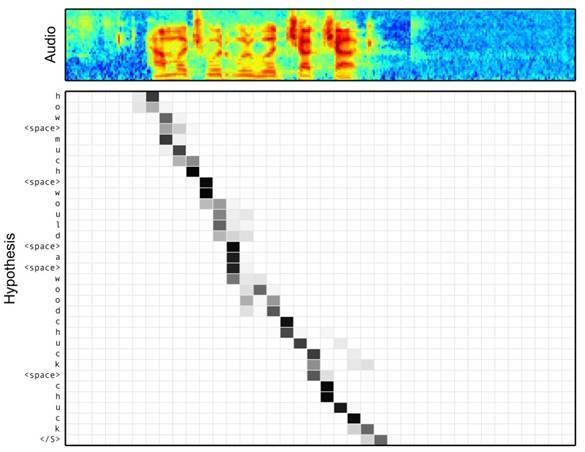 Audio
Hypothesis
h
o
w
<space>
m
u
c
h
<space>
w
o
u
l
d
<space>
a
<space>
w
o
o
d
c
h
u
c
k
<space>
c
h
u
c
k
</S>